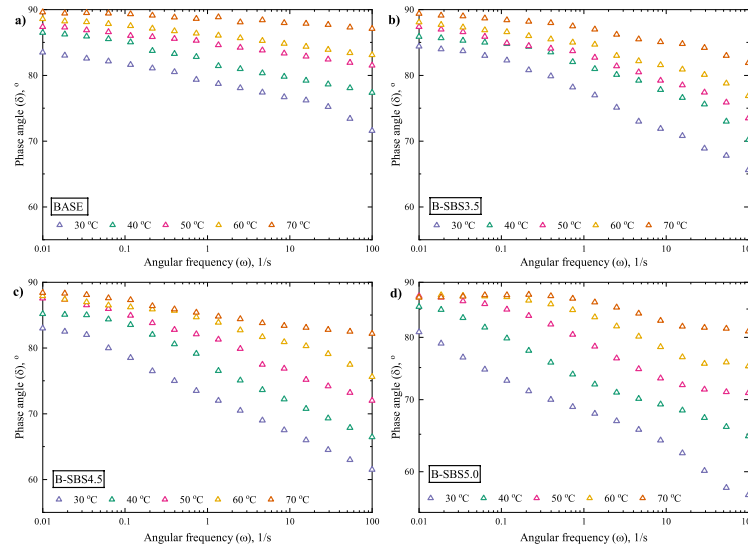 a)
90
80
70
60
Phase angle (δ), °
BASE
30 ºC 40 ºC 50 ºC 60 ºC 70 ºC
0.01 0.1 1 10 100
Angular frequency (ω), 1/s
b)
90
80
70
60
Phase angle (δ), °
B-SBS3.5
30 ºC 40 ºC 50 ºC 60 ºC 70 ºC
0.01 0.1 1 10 100
Angular frequency (ω), 1/s
c)
90
80
70
60
Phase angle (δ), °
B-SBS4.5
30 ºC 40 ºC 50 ºC 60 ºC 70 ºC
0.01 0.1 1 10 100
Angular frequency (ω), 1/s
d)
90
80
70
60
Phase angle (δ), °
B-SBS5.0
30 ºC 40 ºC 50 ºC 60 ºC 70 ºC
0.01 0.1 1 10 100
Angular frequency (ω), 1/s